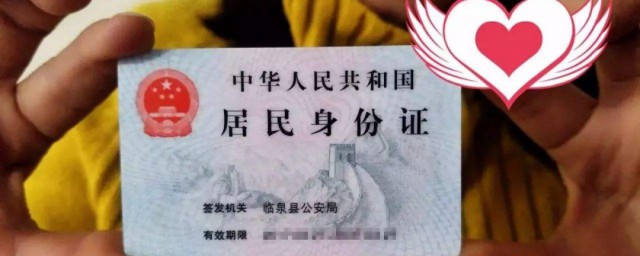 中华人民共和国
居民身份证
签发机关 临泉县公安局
有效期限